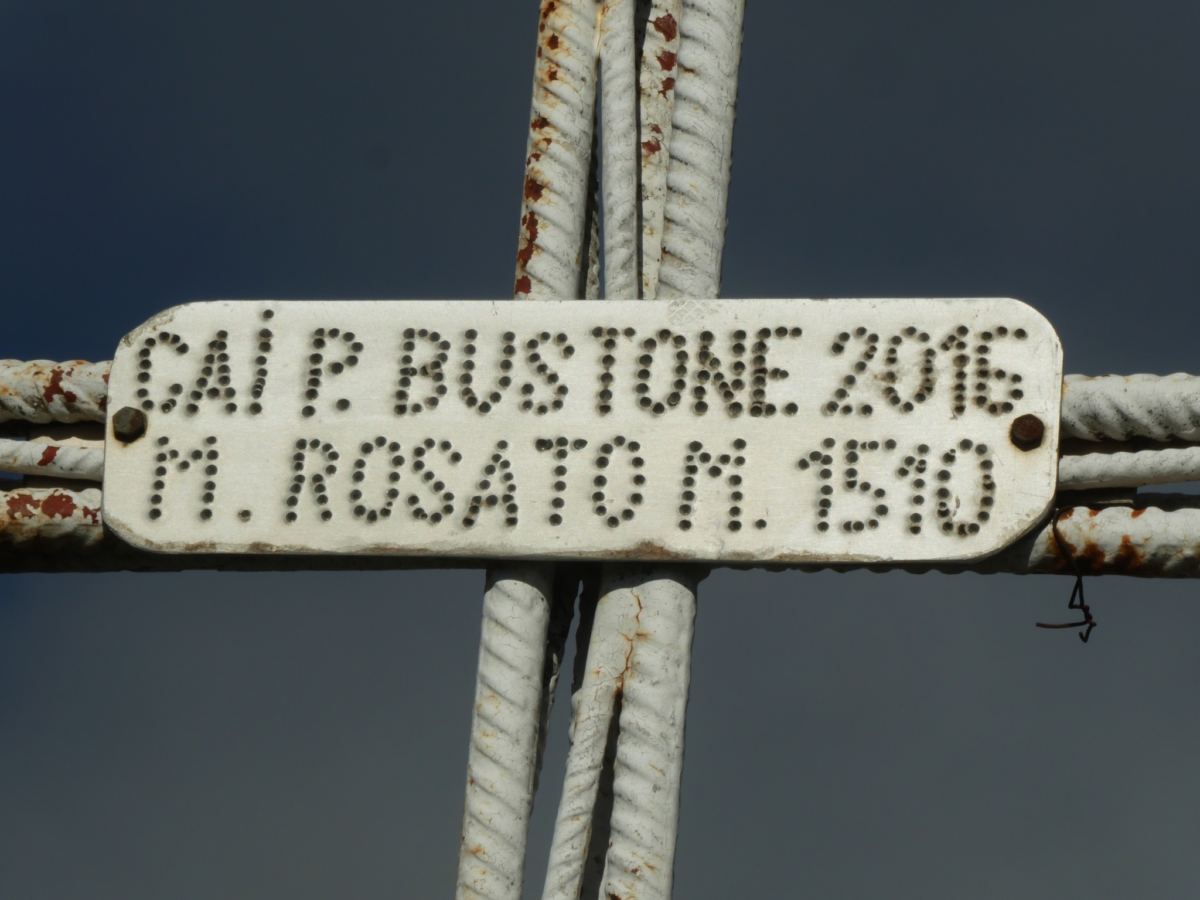 CAİ P. BUSTONE 2016
M. ROSATO M. 1510